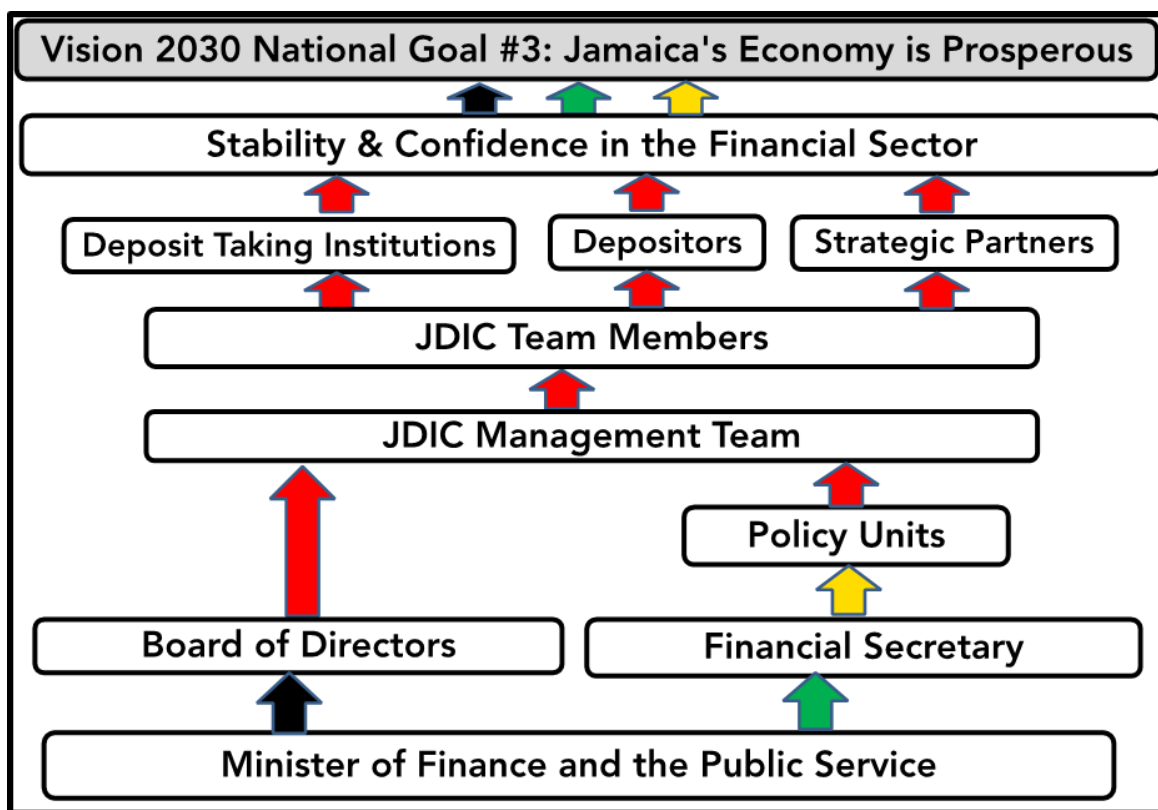 Vision 2030 National Goal #3: Jamaica's Economy is Prosperous
Stability & Confidence in the Financial Sector
Deposit Taking Institutions
Depositors
Strategic Partners
JDIC Team Members
JDIC Management Team
Policy Units
Board of Directors
Financial Secretary
Minister of Finance and the Public Service